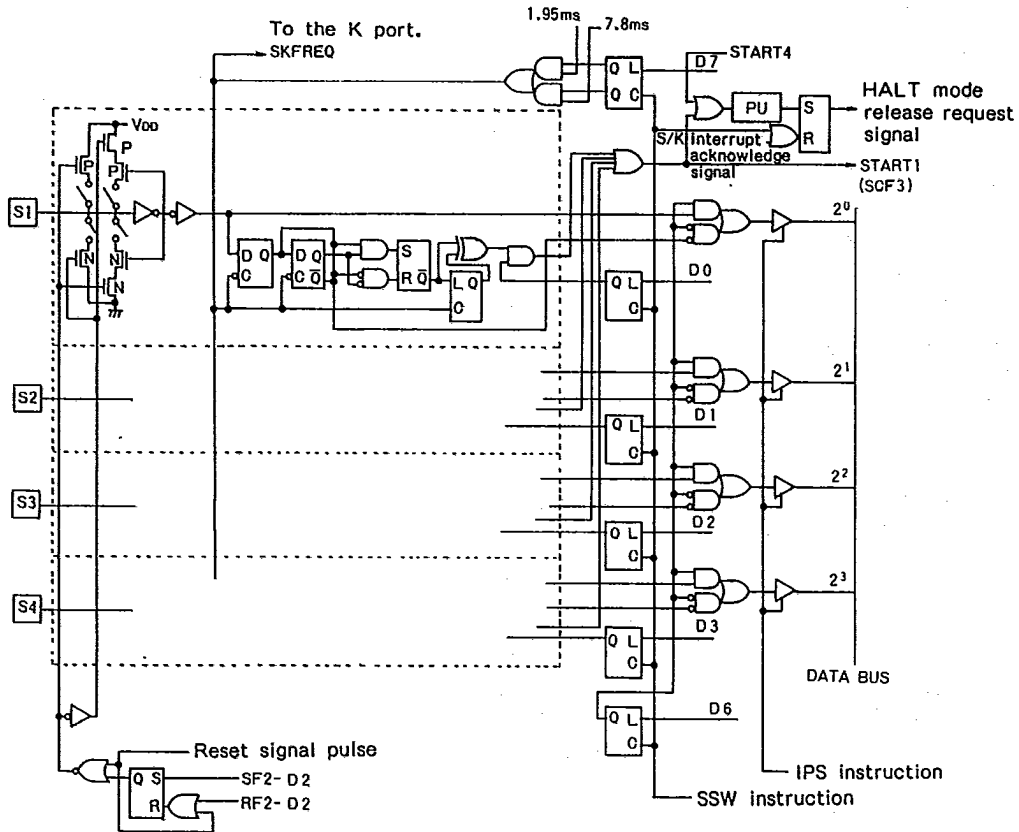 To the K port.
SKFREQ
1.95ms
7.8ms
START4
D7
Q L
Q C
HALT mode
release request
signal
PU
S
R
S/K interrupt
acknowledge
signal
START1
(SCF3)
VDD
P
P
P
S1
N
N
N
D Q
C
D Q
C Q̅
S
R Q̅
L Q
C
D0
Q L
C
2⁰
S2
D1
Q L
C
2¹
S3
D2
Q L
C
2²
S4
D3
Q L
C
2³
DATA BUS
D6
Q L
C
Reset signal pulse
Q S
R
SF2-D2
RF2-D2
IPS instruction
SSW instruction